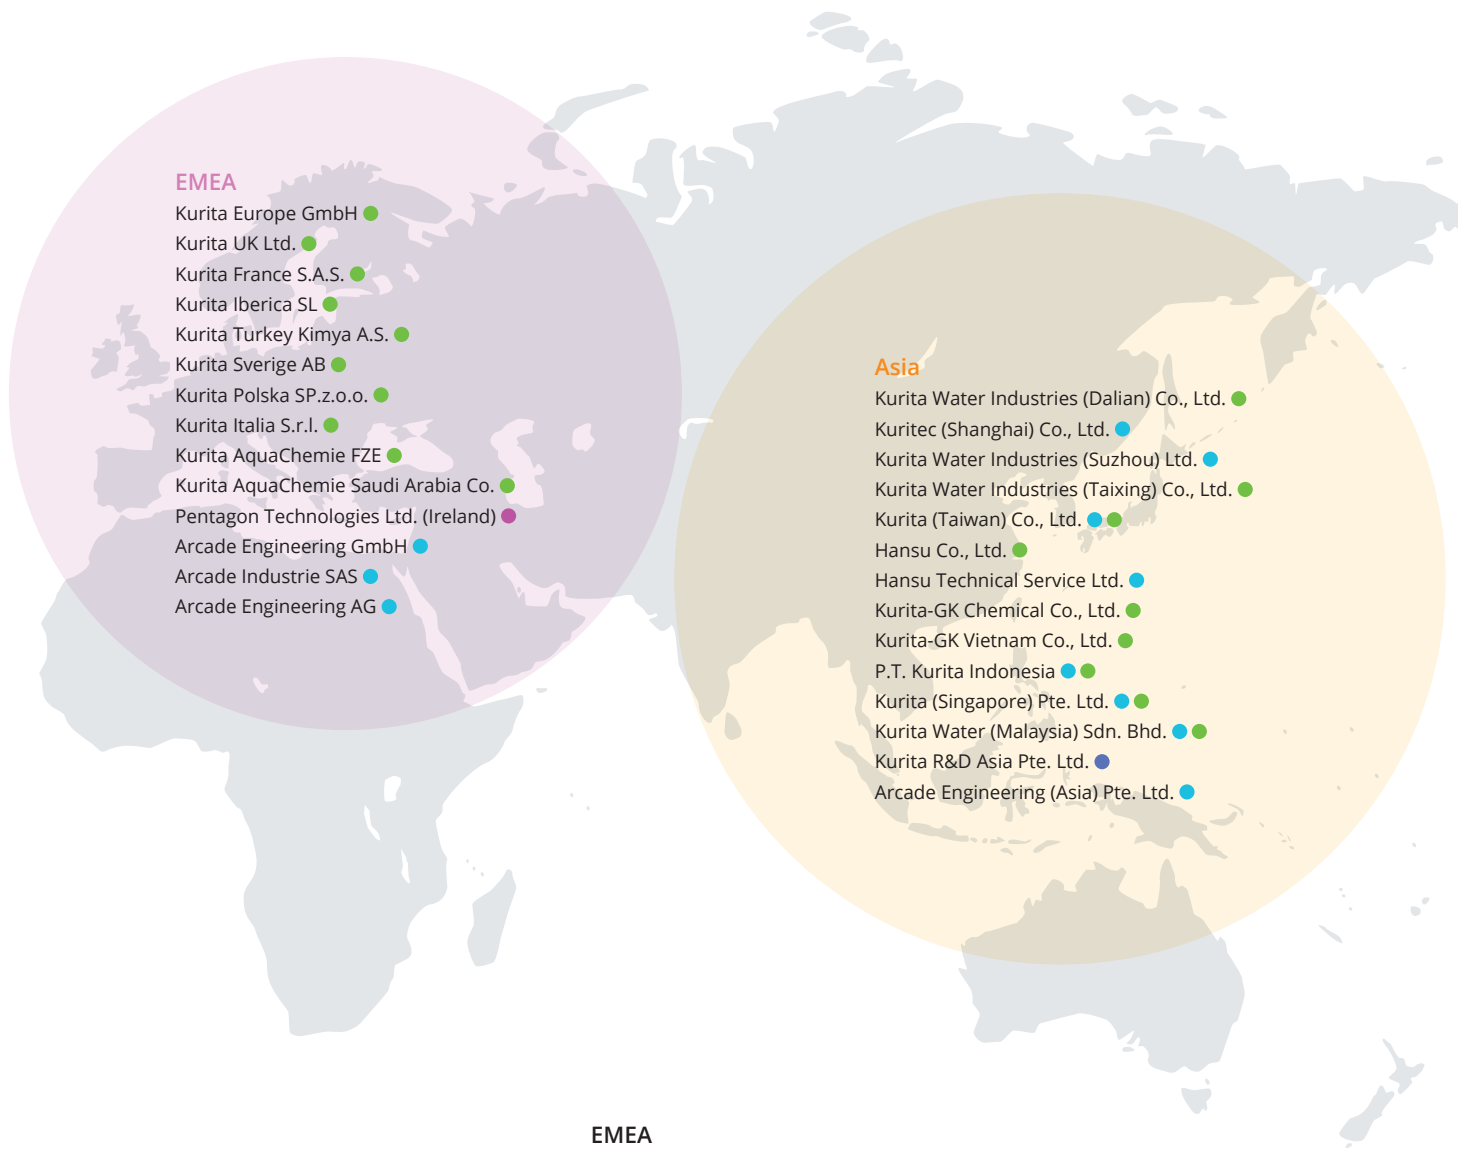 EMEA
Kurita Europe GmbH
Kurita UK Ltd.
Kurita France S.A.S.
Kurita Iberica SL
Kurita Turkey Kimya A.S.
Kurita Sverige AB
Kurita Polska SP.z.o.o.
Kurita Italia S.r.l.
Kurita AquaChemie FZE
Kurita AquaChemie Saudi Arabia Co.
Pentagon Technologies Ltd. (Ireland)
Arcade Engineering GmbH
Arcade Industrie SAS
Arcade Engineering AG
Asia
Kurita Water Industries (Dalian) Co., Ltd.
Kuritec (Shanghai) Co., Ltd.
Kurita Water Industries (Suzhou) Ltd.
Kurita Water Industries (Taixing) Co., Ltd.
Kurita (Taiwan) Co., Ltd.
Hansu Co., Ltd.
Hansu Technical Service Ltd.
Kurita-GK Chemical Co., Ltd.
Kurita-GK Vietnam Co., Ltd.
P.T. Kurita Indonesia
Kurita (Singapore) Pte. Ltd.
Kurita Water (Malaysia) Sdn. Bhd.
Kurita R&D Asia Pte. Ltd.
Arcade Engineering (Asia) Pte. Ltd.
EMEA